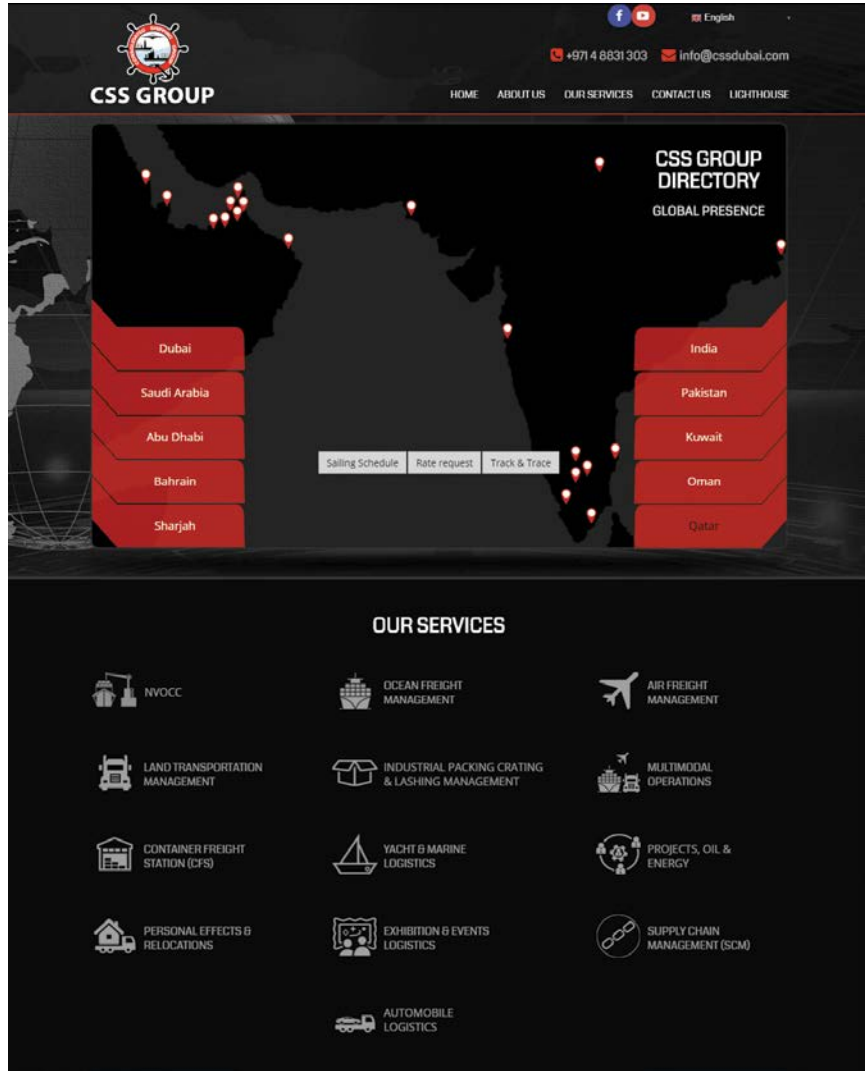 English
+971 4 8831 303 info@cssdubai.com
CSS GROUP
HOME ABOUT US OUR SERVICES CONTACT US LIGHTHOUSE
CSS GROUP
DIRECTORY
GLOBAL PRESENCE
Dubai
Saudi Arabia
Abu Dhabi
Bahrain
Sharjah
Sailing Schedule Rate request Track & Trace
India
Pakistan
Kuwait
Oman
Qatar
OUR SERVICES
NVOCC
OCEAN FREIGHT
MANAGEMENT
AIR FREIGHT
MANAGEMENT
LAND TRANSPORTATION
MANAGEMENT
INDUSTRIAL PACKING CRATING
& LASHING MANAGEMENT
MULTIMODAL
OPERATIONS
CONTAINER FREIGHT
STATION (CFS)
YACHT & MARINE
LOGISTICS
PROJECTS, OIL &
ENERGY
PERSONAL EFFECTS &
RELOCATIONS
EXHIBITION & EVENTS
LOGISTICS
SUPPLY CHAIN
MANAGEMENT (SCM)
AUTOMOBILE
LOGISTICS